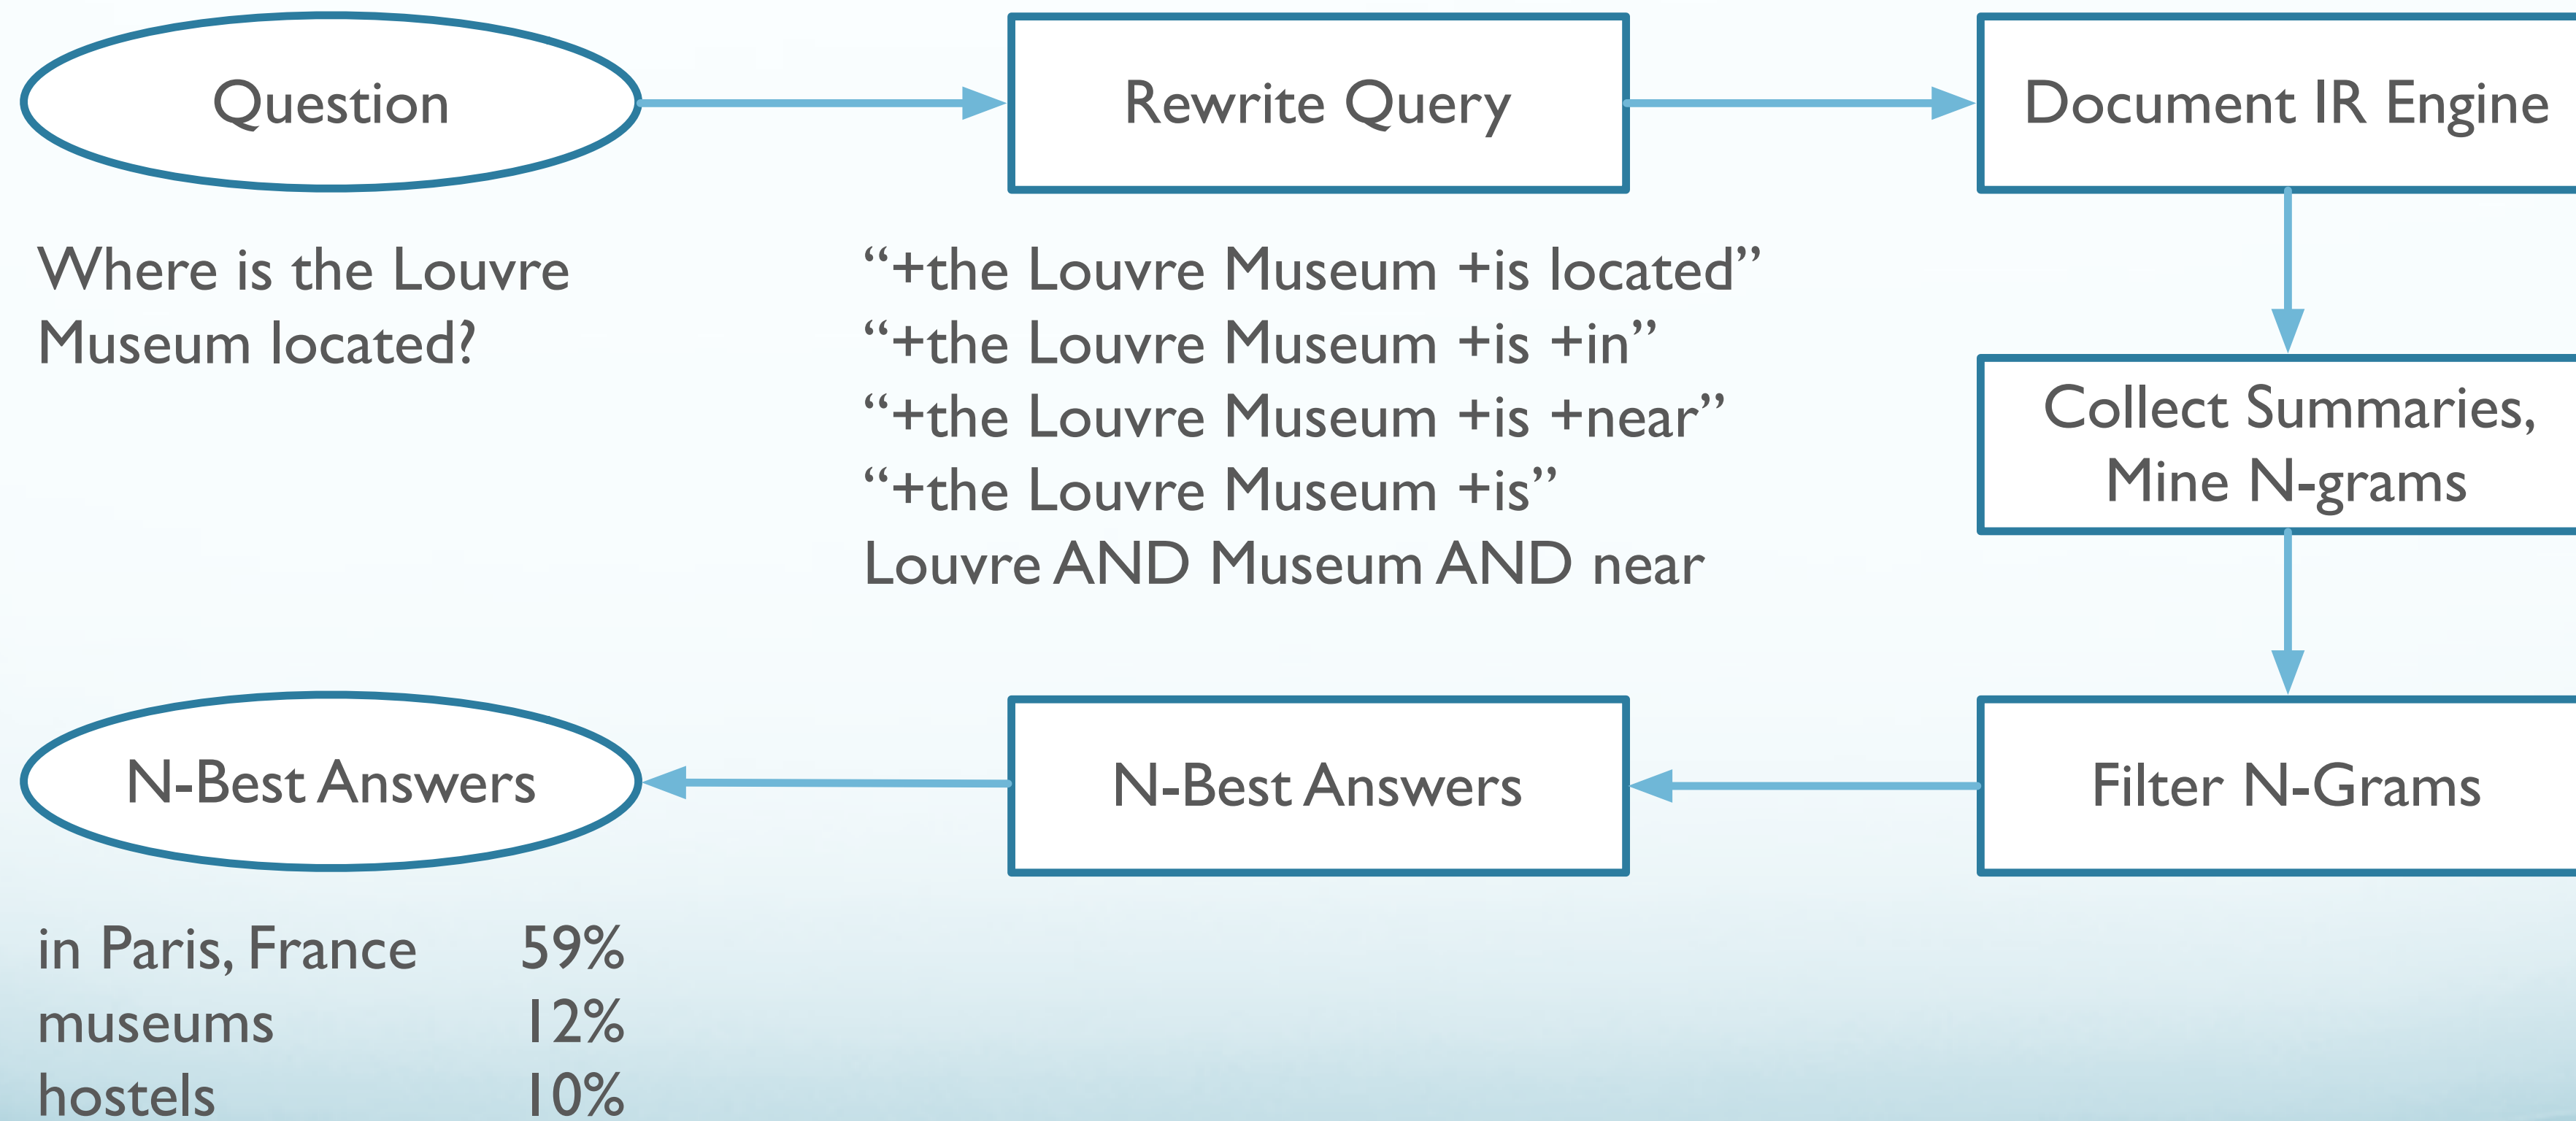 Question
Rewrite Query
Document IR Engine
Where is the Louvre
Museum located?
“+the Louvre Museum +is located”
“+the Louvre Museum +is +in”
“+the Louvre Museum +is +near”
“+the Louvre Museum +is”
Louvre AND Museum AND near
Collect Summaries,
Mine N-grams
Filter N-Grams
N-Best Answers
N-Best Answers
in Paris, France 59%
museums 12%
hostels 10%